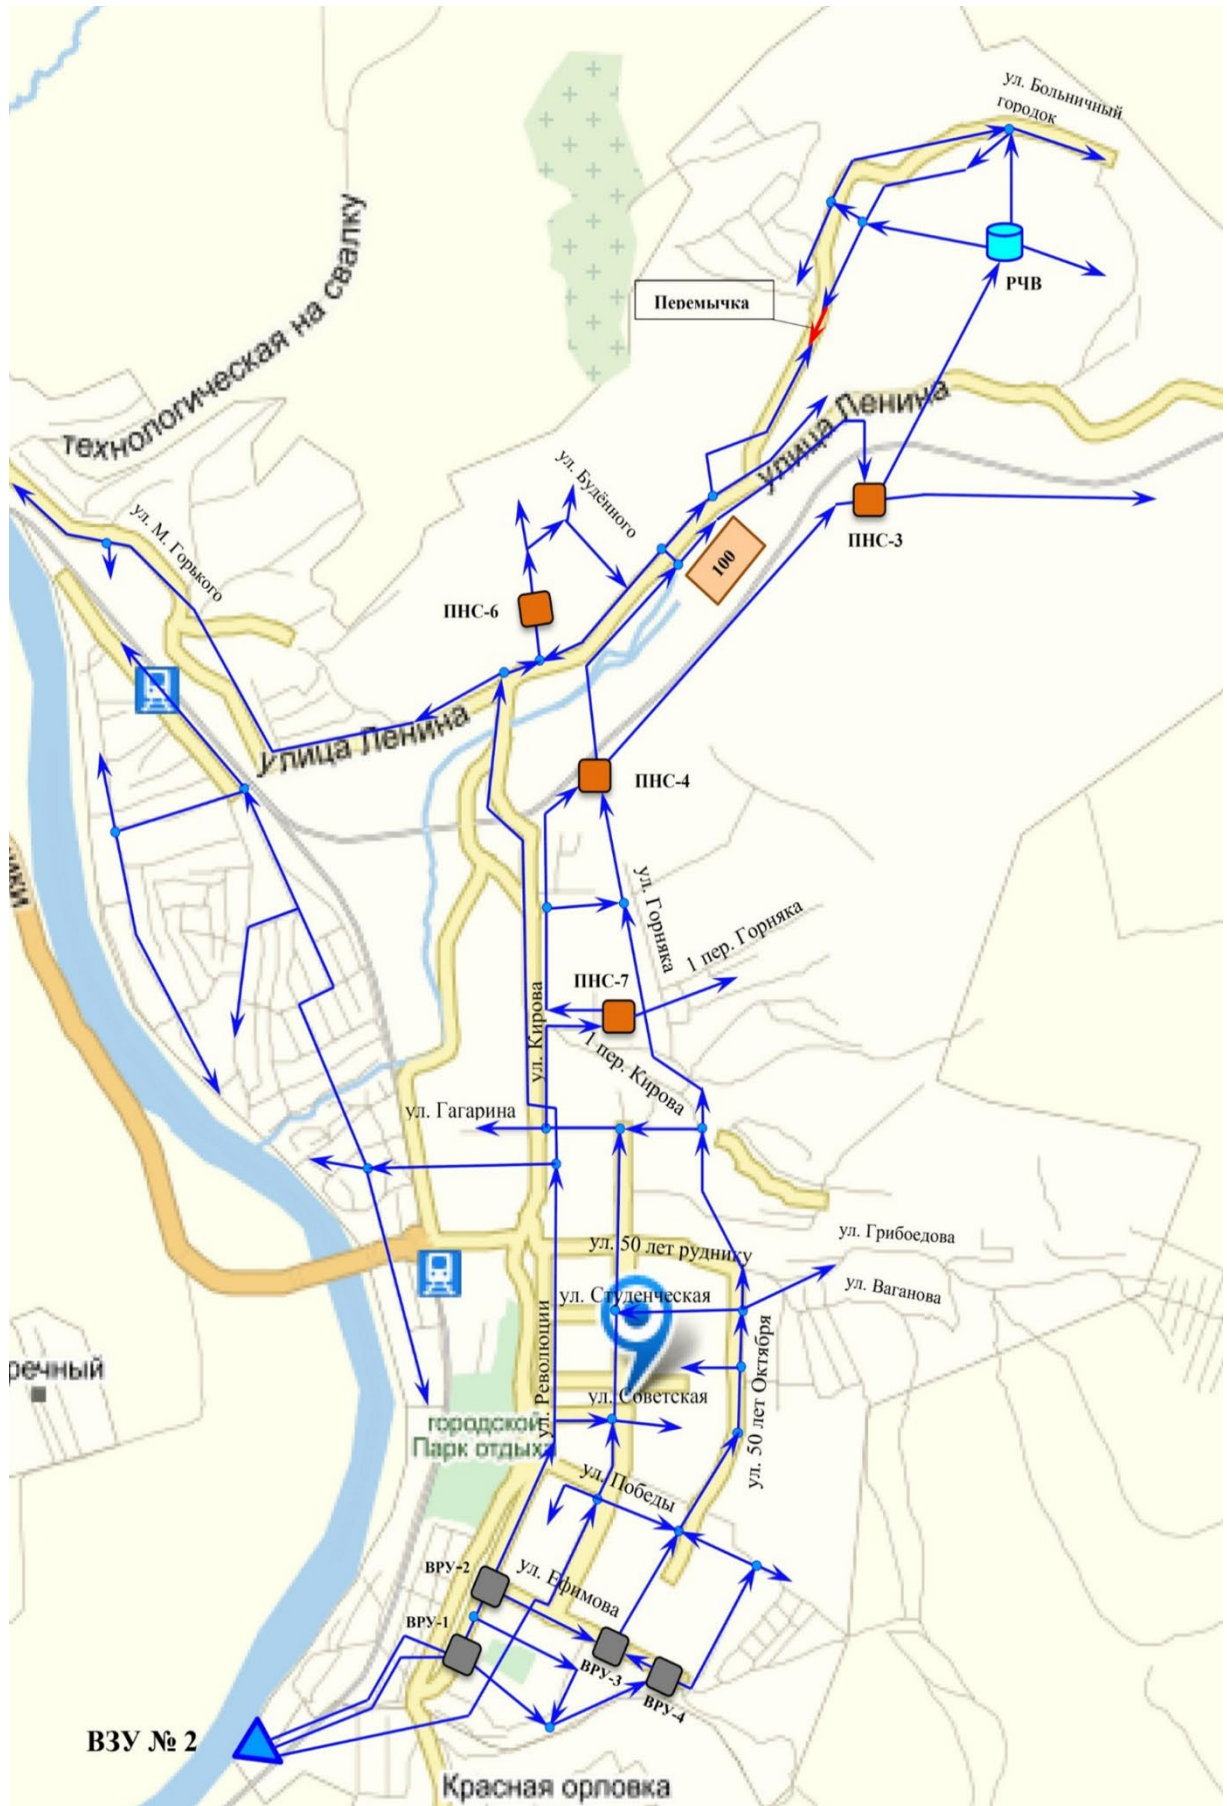 ул. Больничный
городок
РЧВ
Перемычка
технологическая на свалку
улица Ленина
ул. Будённого
ул. М. Горького
ПНС-3
100
ПНС-6
Улица Ленина
ПНС-4
ул. Горняка
1 пер. Горняка
ПНС-7
ул. Кирова
1 пер. Кирова
ул. Гагарина
ул. Грибоедова
ул. 50 лет руднику
ул. Студенческая
ул. Ваганова
ул. Революции
ул. Советская
ул. 50 лет Октября
речный
городской
Парк отдыха
ул. Победы
ВРУ-2
ул. Ефимова
ВРУ-1
ВРУ-3
ВРУ-4
ВЗУ № 2
Красная орловка